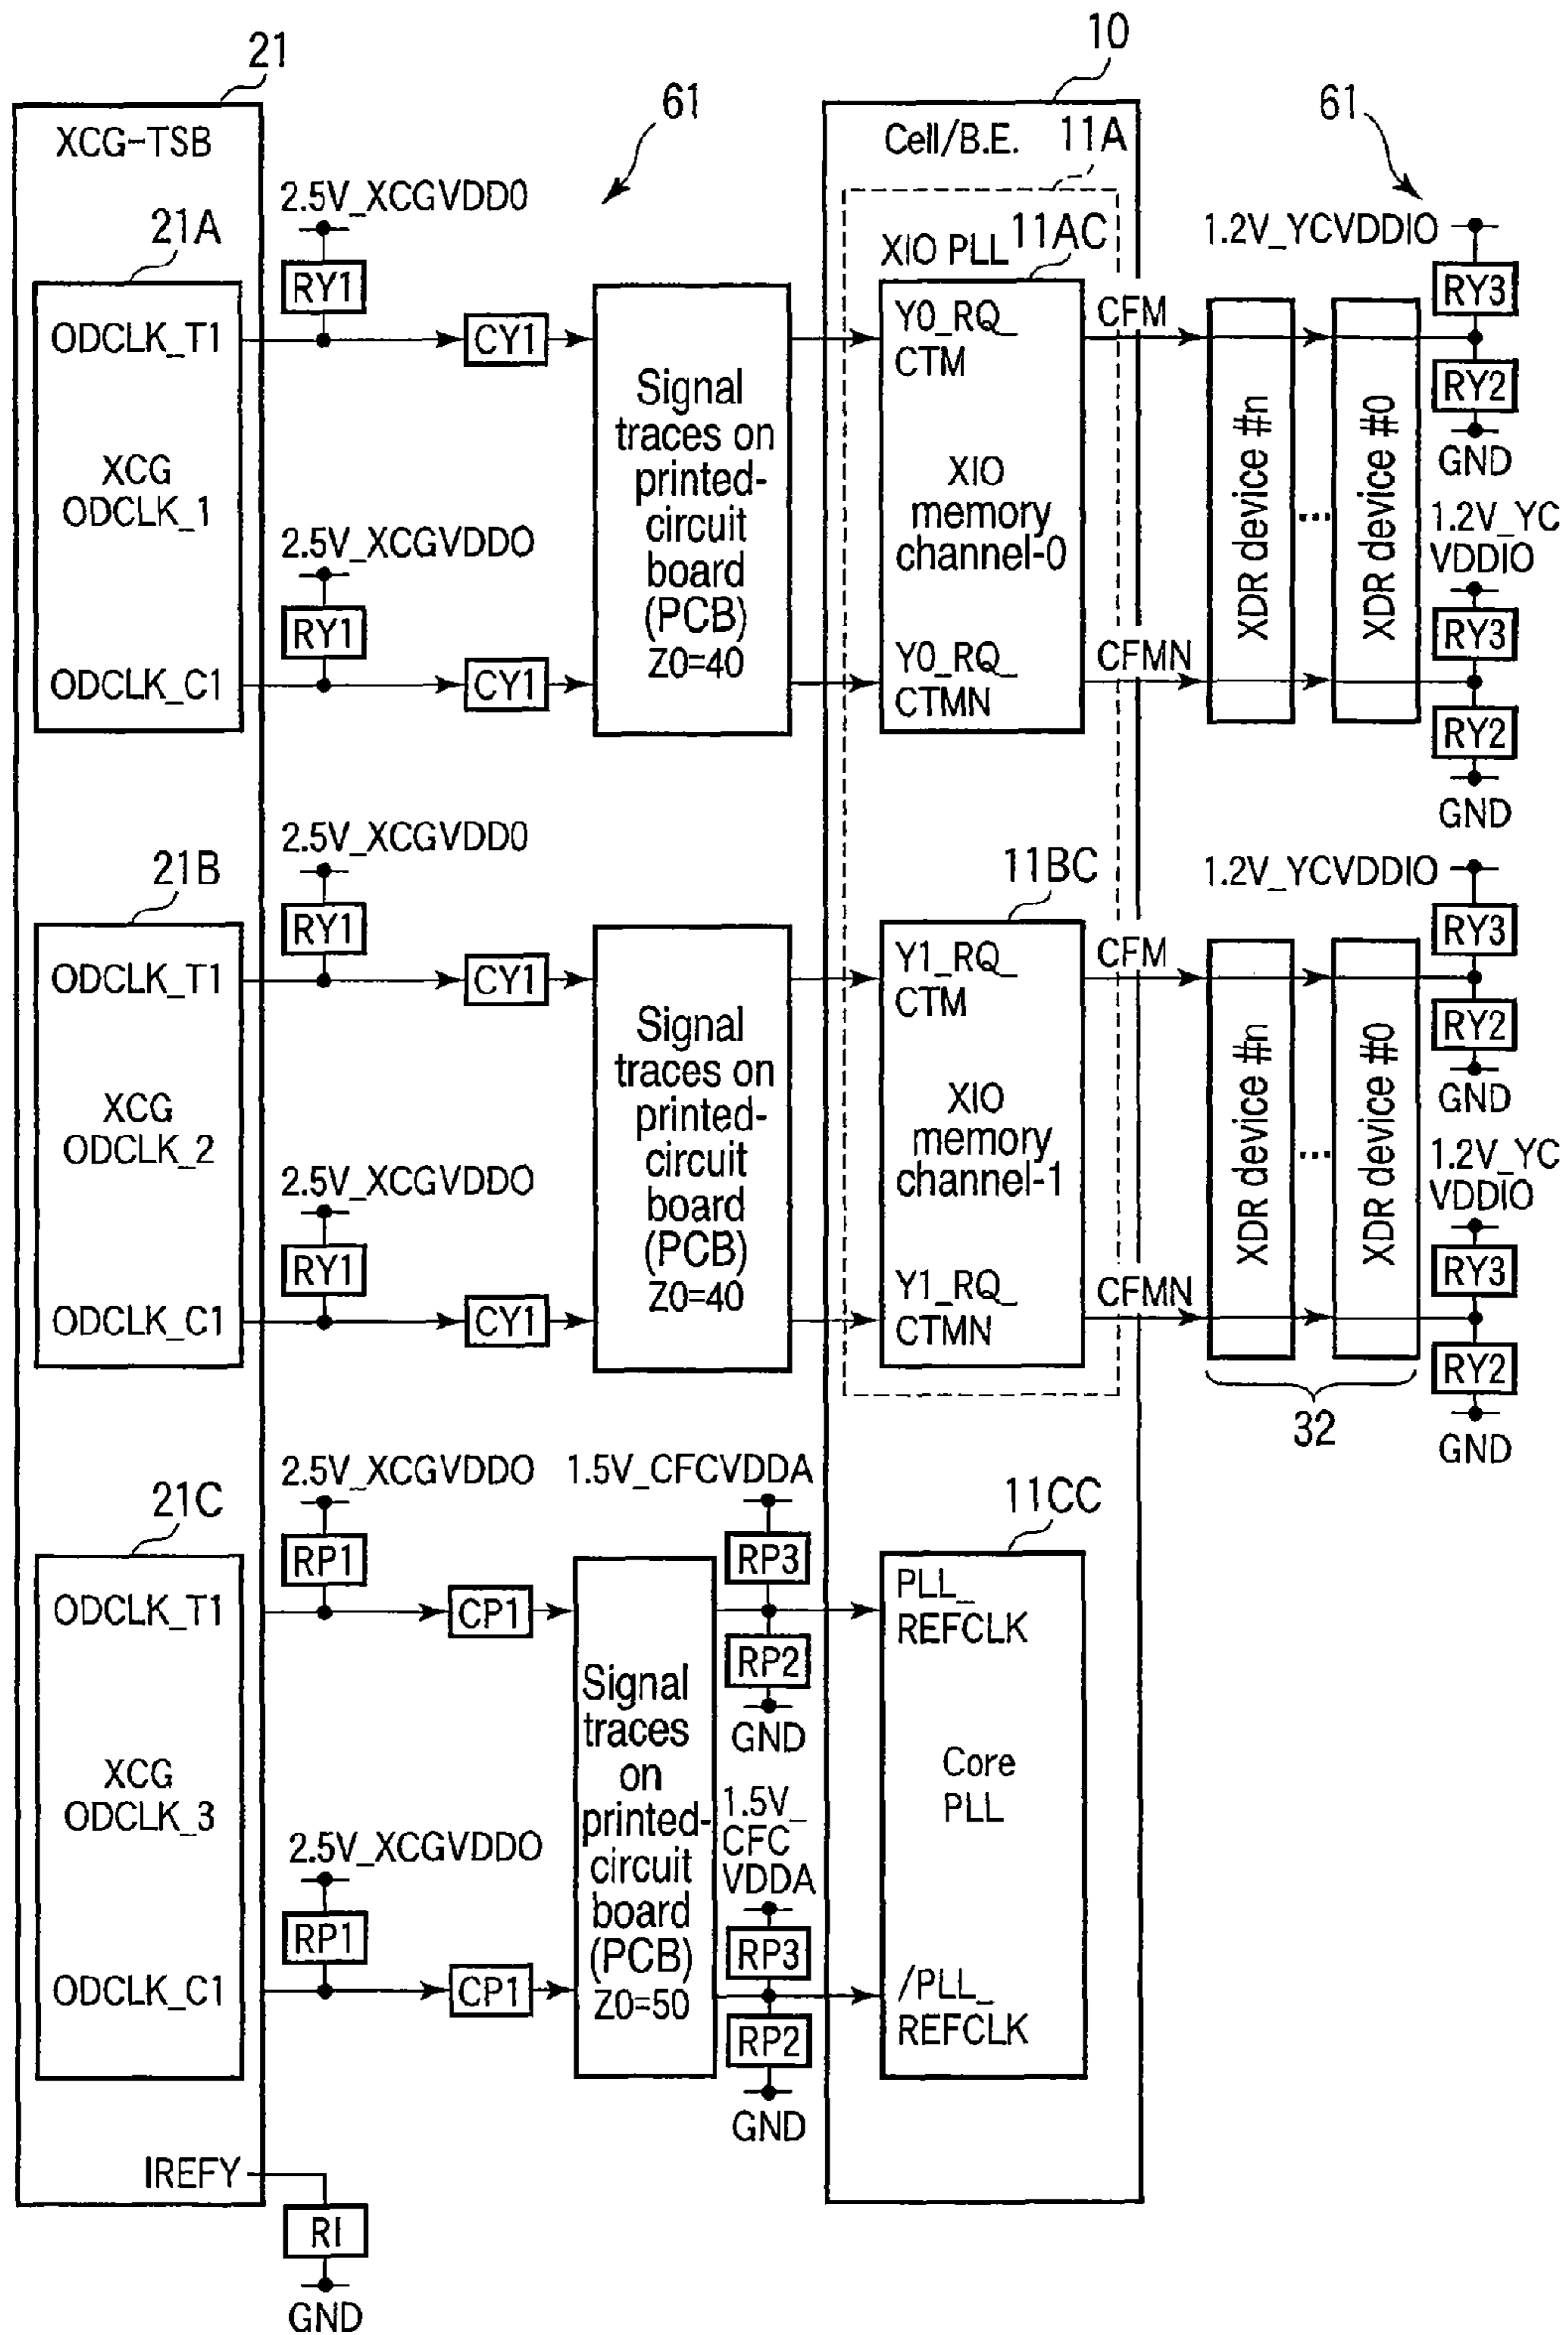 21
10
XCG-TSB
61
Cell/B.E.
11A
61
2.5V_XCGVDD0
21A
XIO PLL
11AC
1.2V_YCVDDIO
RY1
RY3
ODCLK_T1
CY1
Y0_RQ_
CTM
CFM
RY2
GND
XCG
ODCLK_1
Signal
traces on
printed-
circuit
board
(PCB)
Z0=40
XIO
memory
channel-0
XDR device #n
...
XDR device #0
1.2V_YC
VDDIO
2.5V_XCGVDDO
RY1
RY3
ODCLK_C1
CY1
Y0_RQ_
CTMN
CFMN
RY2
GND
2.5V_XCGVDD0
21B
11BC
1.2V_YCVDDIO
RY1
RY3
ODCLK_T1
CY1
Y1_RQ_
CTM
CFM
RY2
GND
XCG
ODCLK_2
Signal
traces on
printed-
circuit
board
(PCB)
Z0=40
XIO
memory
channel-1
XDR device #n
...
XDR device #0
1.2V_YC
VDDIO
2.5V_XCGVDDO
RY1
RY3
ODCLK_C1
CY1
Y1_RQ_
CTMN
CFMN
RY2
32
GND
2.5V_XCGVDDO
1.5V_CFCVDDA
21C
11CC
RP1
RP3
ODCLK_T1
CP1
PLL_
REFCLK
RP2
GND
XCG
ODCLK_3
Signal
traces
on
printed-
circuit
board
(PCB)
Z0=50
Core
PLL
1.5V_
CFC
VDDA
2.5V_XCGVDDO
RP1
RP3
ODCLK_C1
CP1
/PLL_
REFCLK
RP2
GND
IREFY
RI
GND